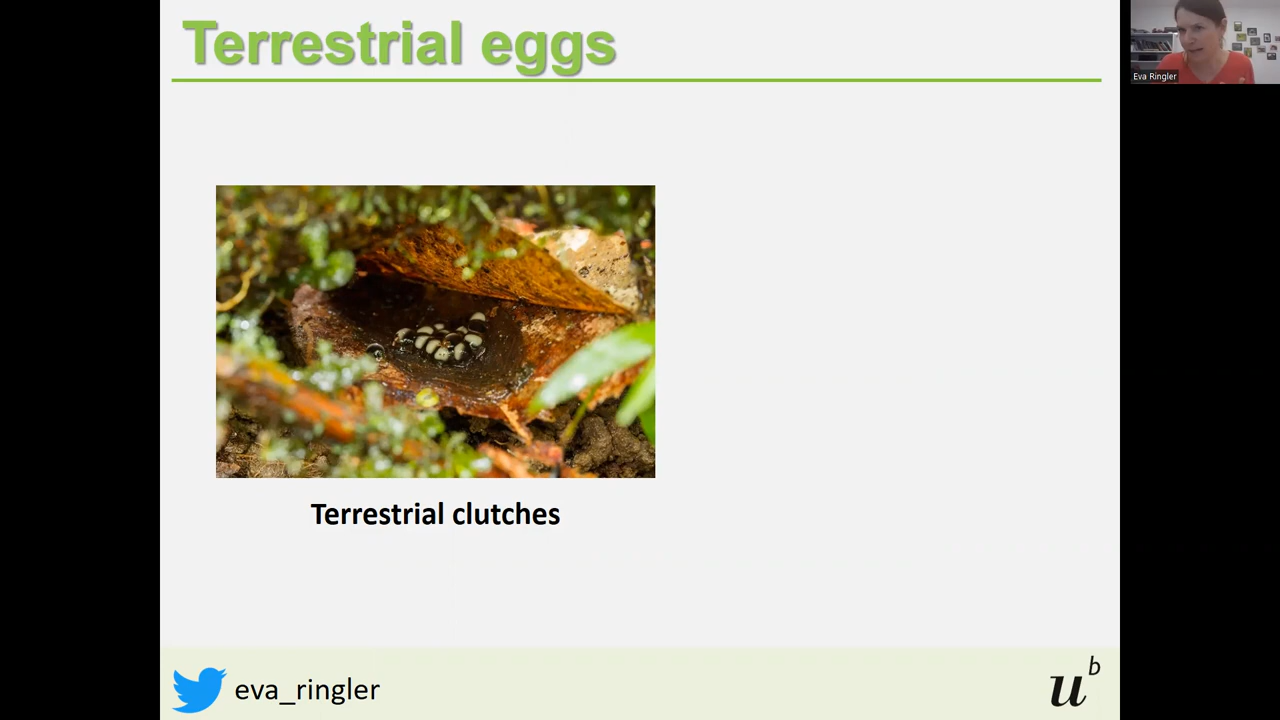 Terrestrial eggs
Eva Ringler
Terrestrial clutches
eva_ringler
u^b